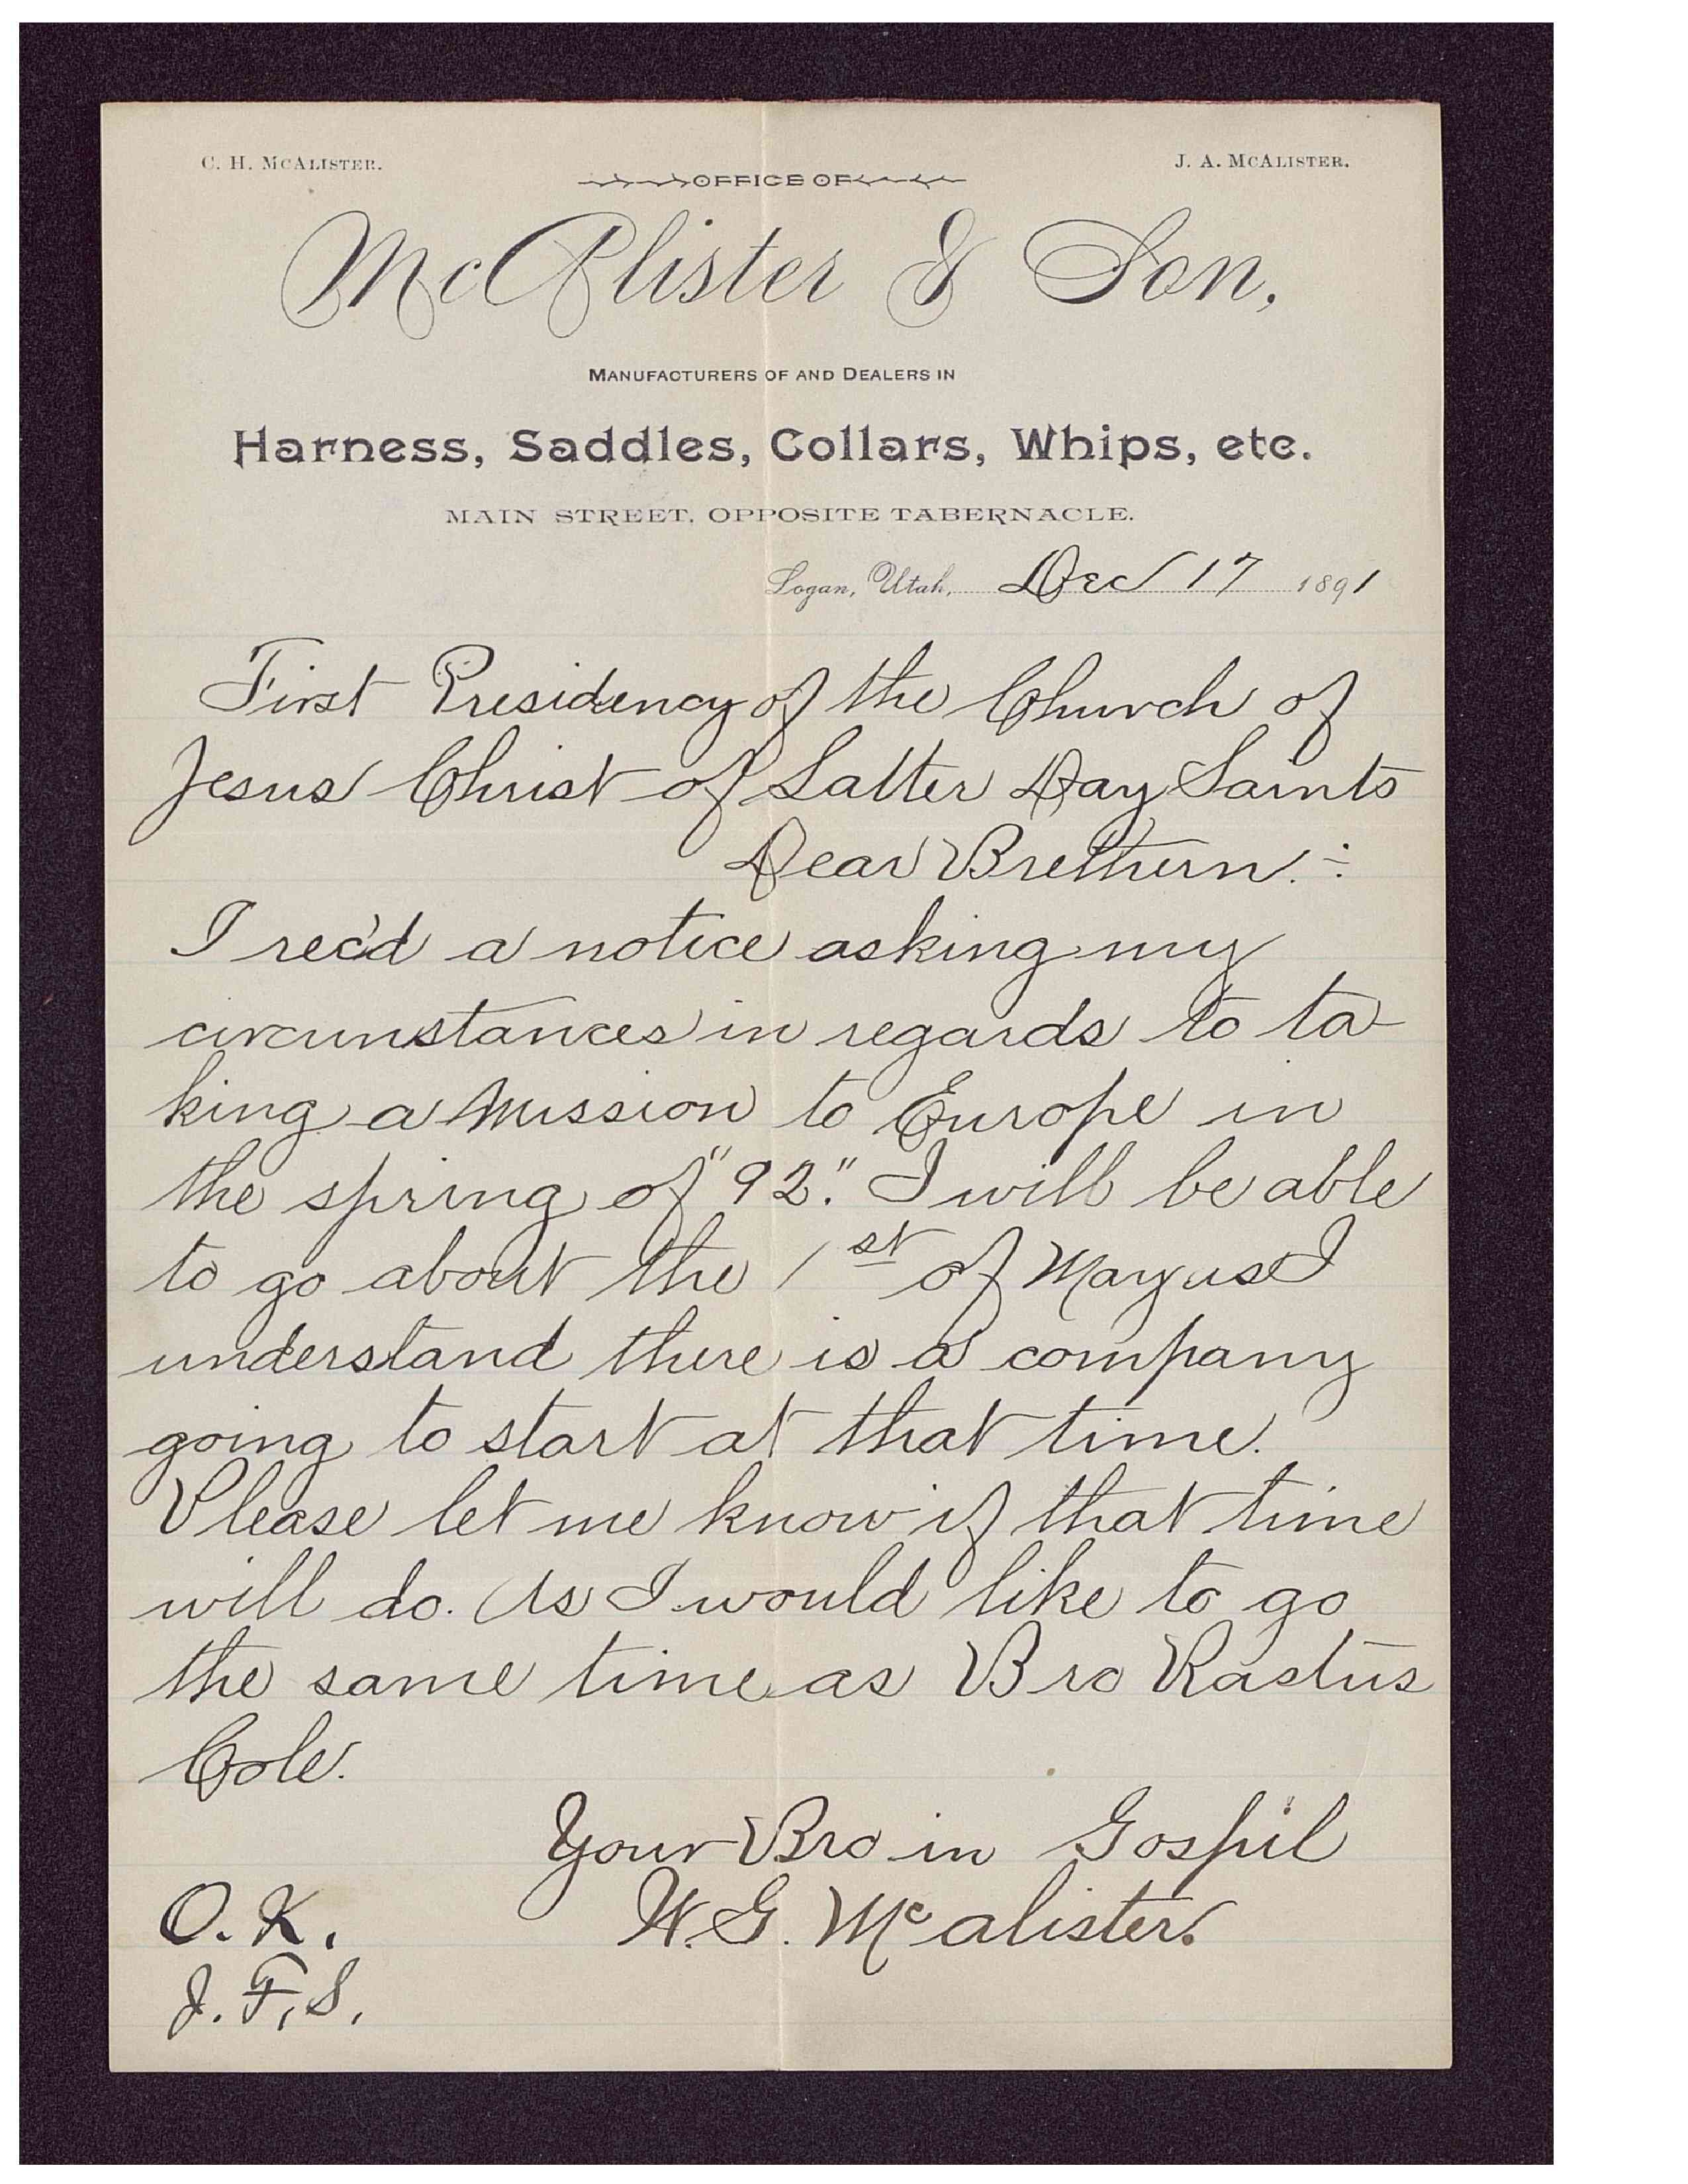 C. H. McAlister.
J. A. McAlister.
OFFICE OF
McAlister & Son,
Manufacturers of and Dealers in
Harness, Saddles, Collars, Whips, etc.
MAIN STREET, OPPOSITE TABERNACLE.
Logan, Utah, Dec 17 1891
First Presidency of the Church of
Jesus Christ of Latter Day Saints
Dear Brethern. :
I rec'd a notice asking my
circumstances in regards to ta-
king a Mission to Europe in
the spring of "92." I will be able
to go about the 1st of May as I
understand there is a company
going to start at that time.
Please let me know if that time
will do. As I would like to go
the same time as Bro Rastus
Cole.
Your Bro in Gospil
W. G. McAlister.
O. K.
J. F. S.